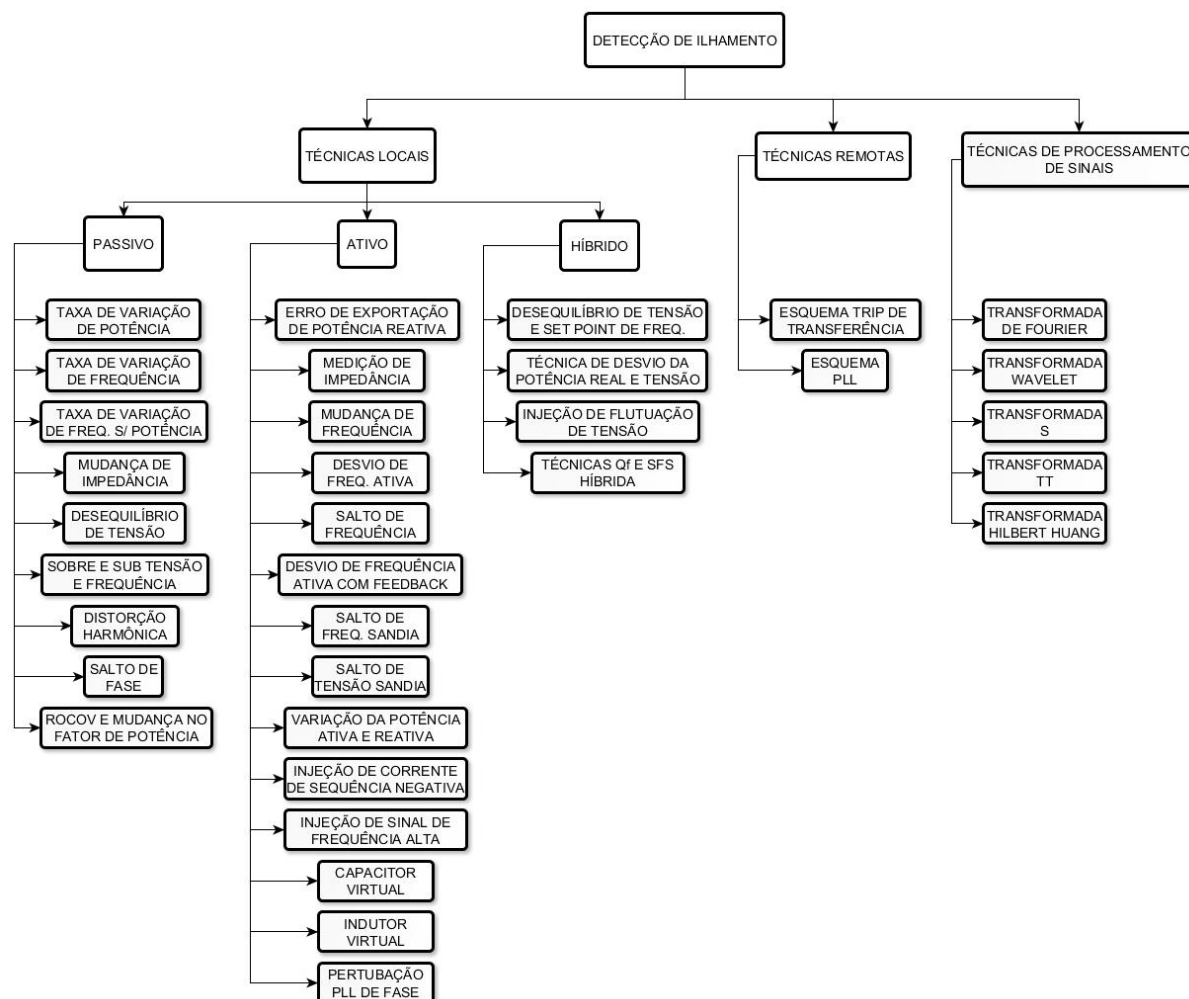 DETECÇÃO DE ILHAMENTO
TÉCNICAS LOCAIS
TÉCNICAS REMOTAS
TÉCNICAS DE PROCESSAMENTO
DE SINAIS
PASSIVO
ATIVO
HÍBRIDO
TAXA DE VARIAÇÃO
DE POTÊNCIA
TAXA DE VARIAÇÃO
DE FREQUÊNCIA
TAXA DE VARIAÇÃO
DE FREQ. S/ POTÊNCIA
MUDANÇA DE
IMPEDÂNCIA
DESEQUILÍBRIO
DE TENSÃO
SOBRE E SUB TENSÃO
E FREQUÊNCIA
DISTORÇÃO
HARMÔNICA
SALTO DE
FASE
ROCOV E MUDANÇA NO
FATOR DE POTÊNCIA
ERRO DE EXPORTAÇÃO
DE POTÊNCIA REATIVA
MEDIÇÃO DE
IMPEDÂNCIA
MUDANÇA DE
FREQUÊNCIA
DESVIO DE
FREQ. ATIVA
SALTO DE
FREQUÊNCIA
DESVIO DE FREQUÊNCIA
ATIVA COM FEEDBACK
SALTO DE
FREQ. SANDIA
SALTO DE
TENSÃO SANDIA
VARIAÇÃO DA POTÊNCIA
ATIVA E REATIVA
INJEÇÃO DE CORRENTE
DE SEQUÊNCIA NEGATIVA
INJEÇÃO DE SINAL DE
FREQUÊNCIA ALTA
CAPACITOR
VIRTUAL
INDUTOR
VIRTUAL
PERTUBAÇÃO
PLL DE FASE
DESEQUILÍBRIO DE TENSÃO
E SET POINT DE FREQ.
TÉCNICA DE DESVIO DA
POTÊNCIA REAL E TENSÃO
INJEÇÃO DE FLUTUAÇÃO
DE TENSÃO
TÉCNICAS Qf E SFS
HÍBRIDA
ESQUEMA TRIP DE
TRANSFERÊNCIA
ESQUEMA
PLL
TRANSFORMADA
DE FOURIER
TRANSFORMADA
WAVELET
TRANSFORMADA
S
TRANSFORMADA
TT
TRANSFORMADA
HILBERT HUANG